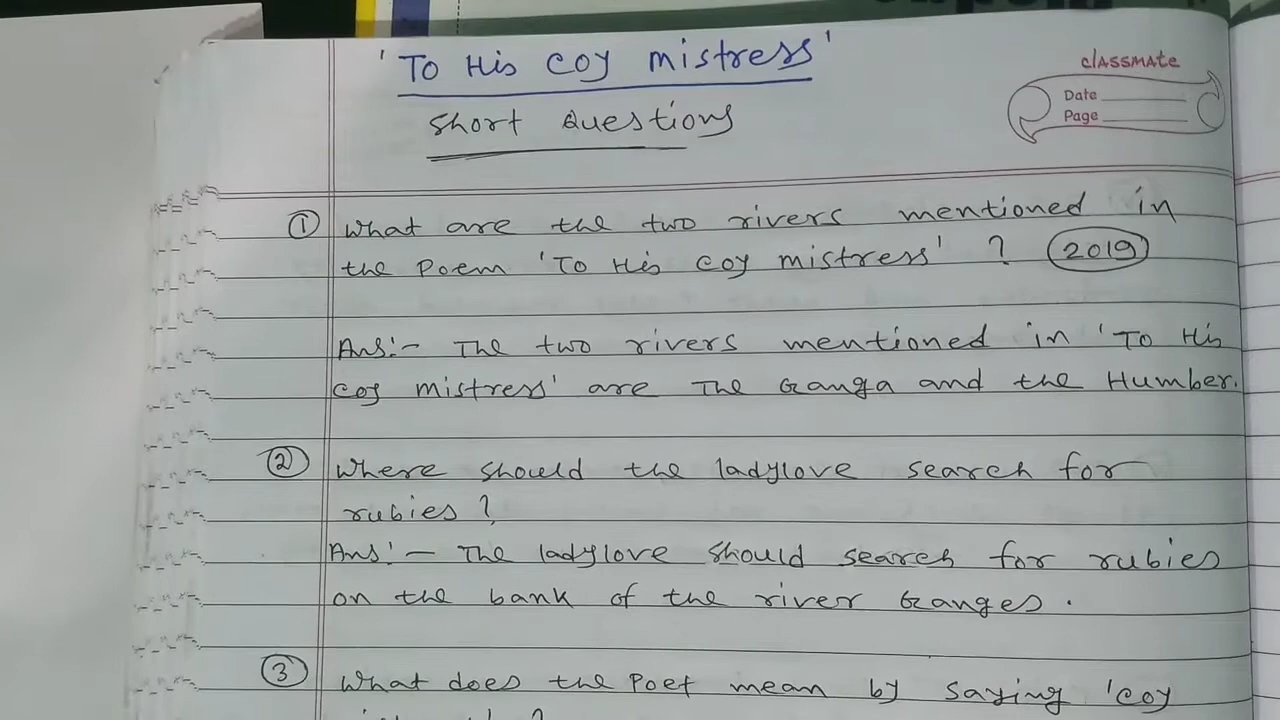 'To His coy mistress'
short Questions
classmate
Date
Page
① What are the two rivers mentioned in
the Poem 'To His coy mistress' ? 2019
Ans:- The two rivers mentioned in 'To His
coy mistress' are The Ganga and the Humber.
② Where should the ladylove search for
rubies ?
Ans:- The ladylove should search for rubies
on the bank of the river Ganges.
③ What does the Poet mean by saying 'coy